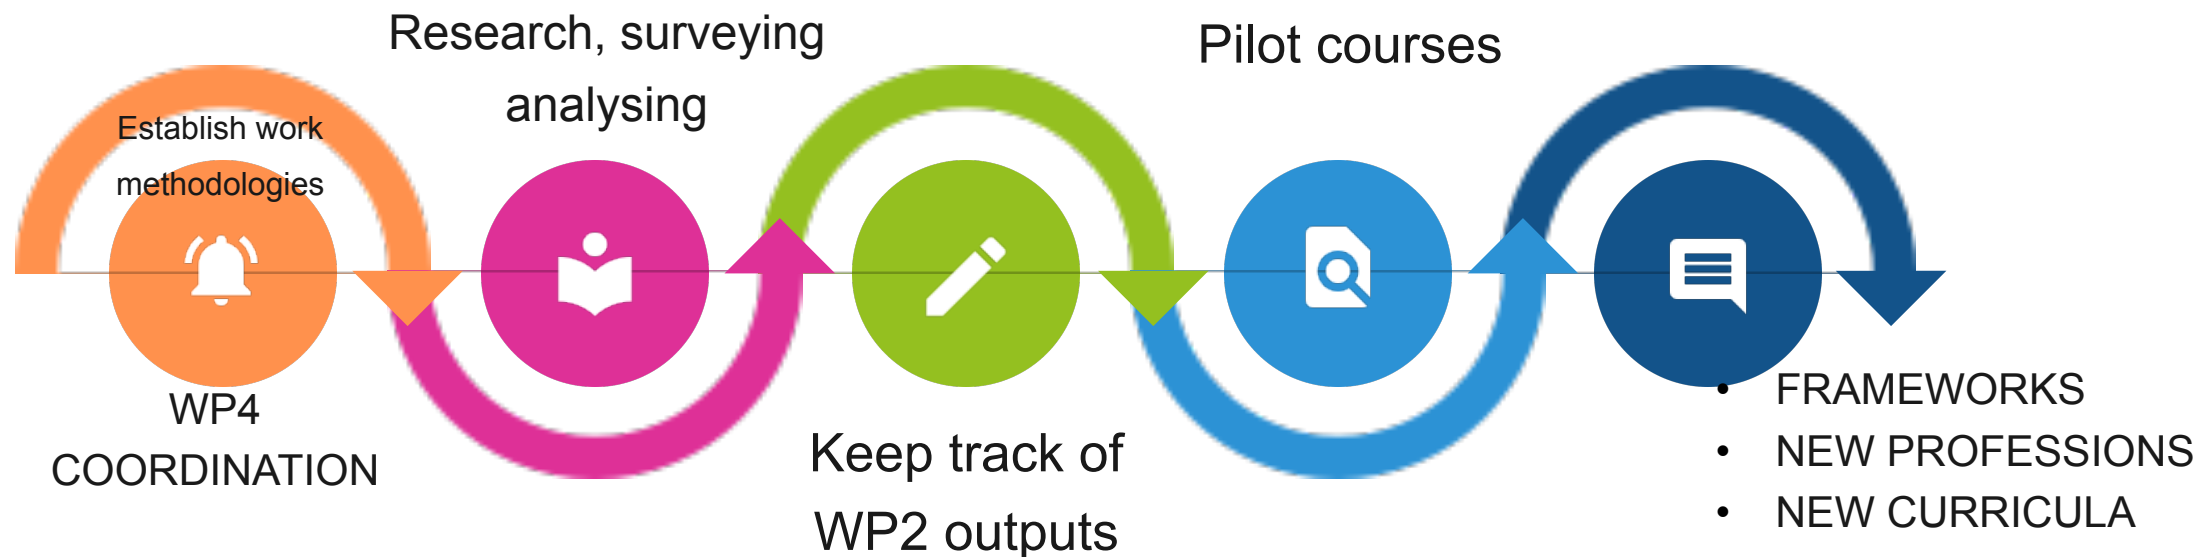 Establish work
methodologies
WP4
COORDINATION
Research, surveying
analysing
Keep track of
WP2 outputs
Pilot courses
• FRAMEWORKS
• NEW PROFESSIONS
• NEW CURRICULA